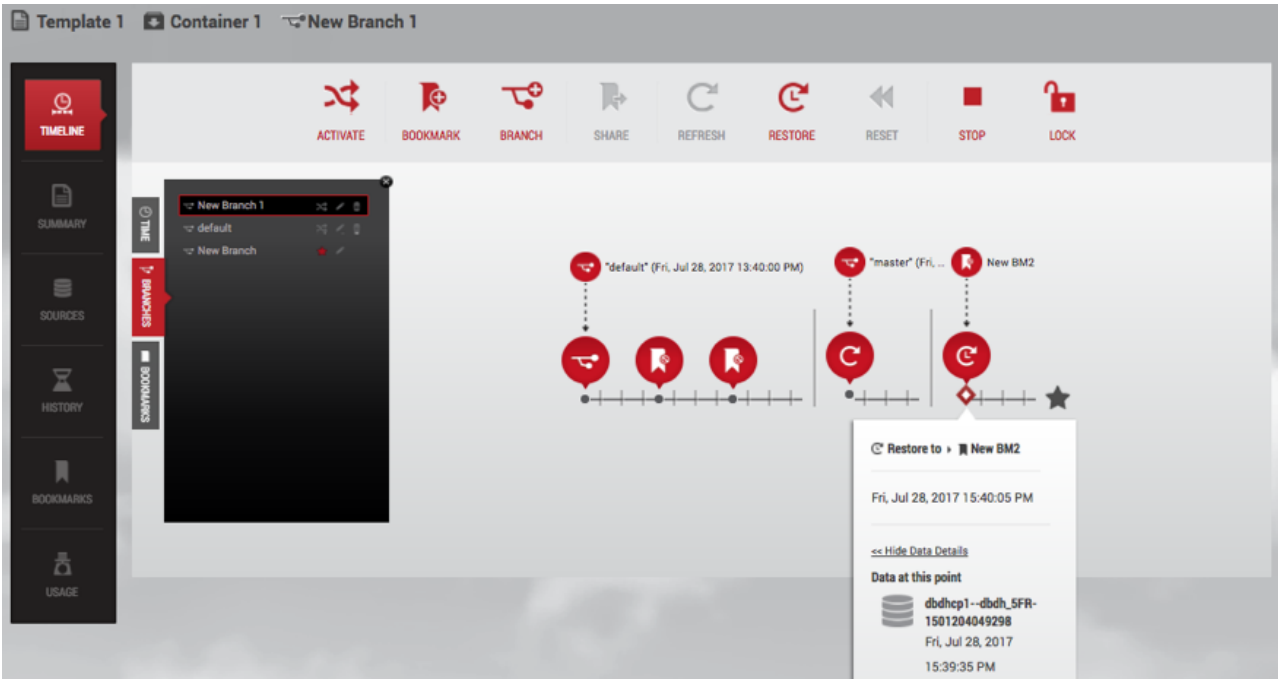 Template 1 Container 1 New Branch 1
TIMELINE
SUMMARY
SOURCES
HISTORY
BOOKMARKS
USAGE
ACTIVATE BOOKMARK BRANCH SHARE REFRESH RESTORE RESET STOP LOCK
TIME
BRANCHES
BOOKMARKS
New Branch 1
default
New Branch
"default" (Fri, Jul 28, 2017 13:40:00 PM)
"master" (Fri, ...
New BM2
Restore to New BM2
Fri, Jul 28, 2017 15:40:05 PM
<< Hide Data Details
Data at this point
dbdhcp1--dbdh_5FR-
1501204049298
Fri, Jul 28, 2017
15:39:35 PM